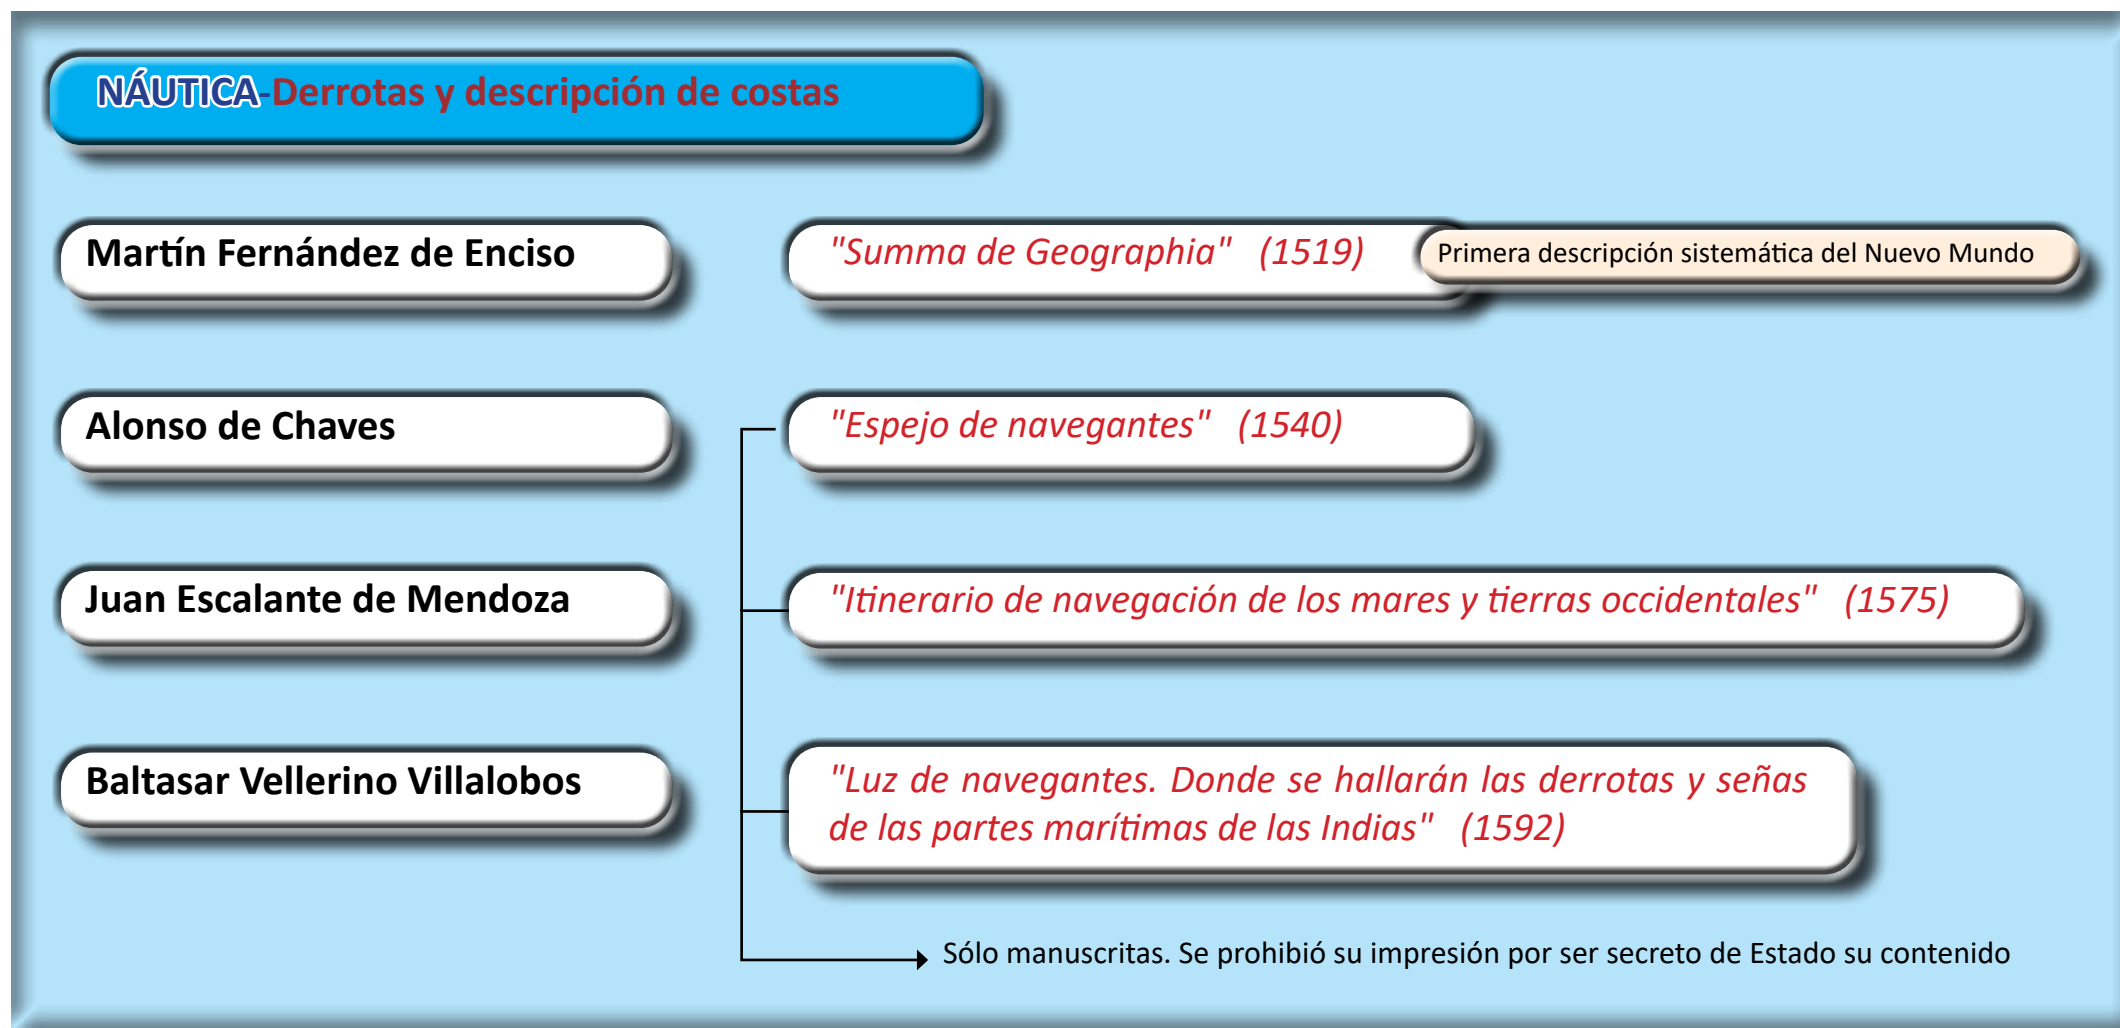 NÁUTICA-Derrotas y descripción de costas
Martín Fernández de Enciso
"Summa de Geographia" (1519)
Primera descripción sistemática del Nuevo Mundo
Alonso de Chaves
"Espejo de navegantes" (1540)
Juan Escalante de Mendoza
"Itinerario de navegación de los mares y tierras occidentales" (1575)
Baltasar Vellerino Villalobos
"Luz de navegantes. Donde se hallarán las derrotas y señas
de las partes marítimas de las Indias" (1592)
Sólo manuscritas. Se prohibió su impresión por ser secreto de Estado su contenido